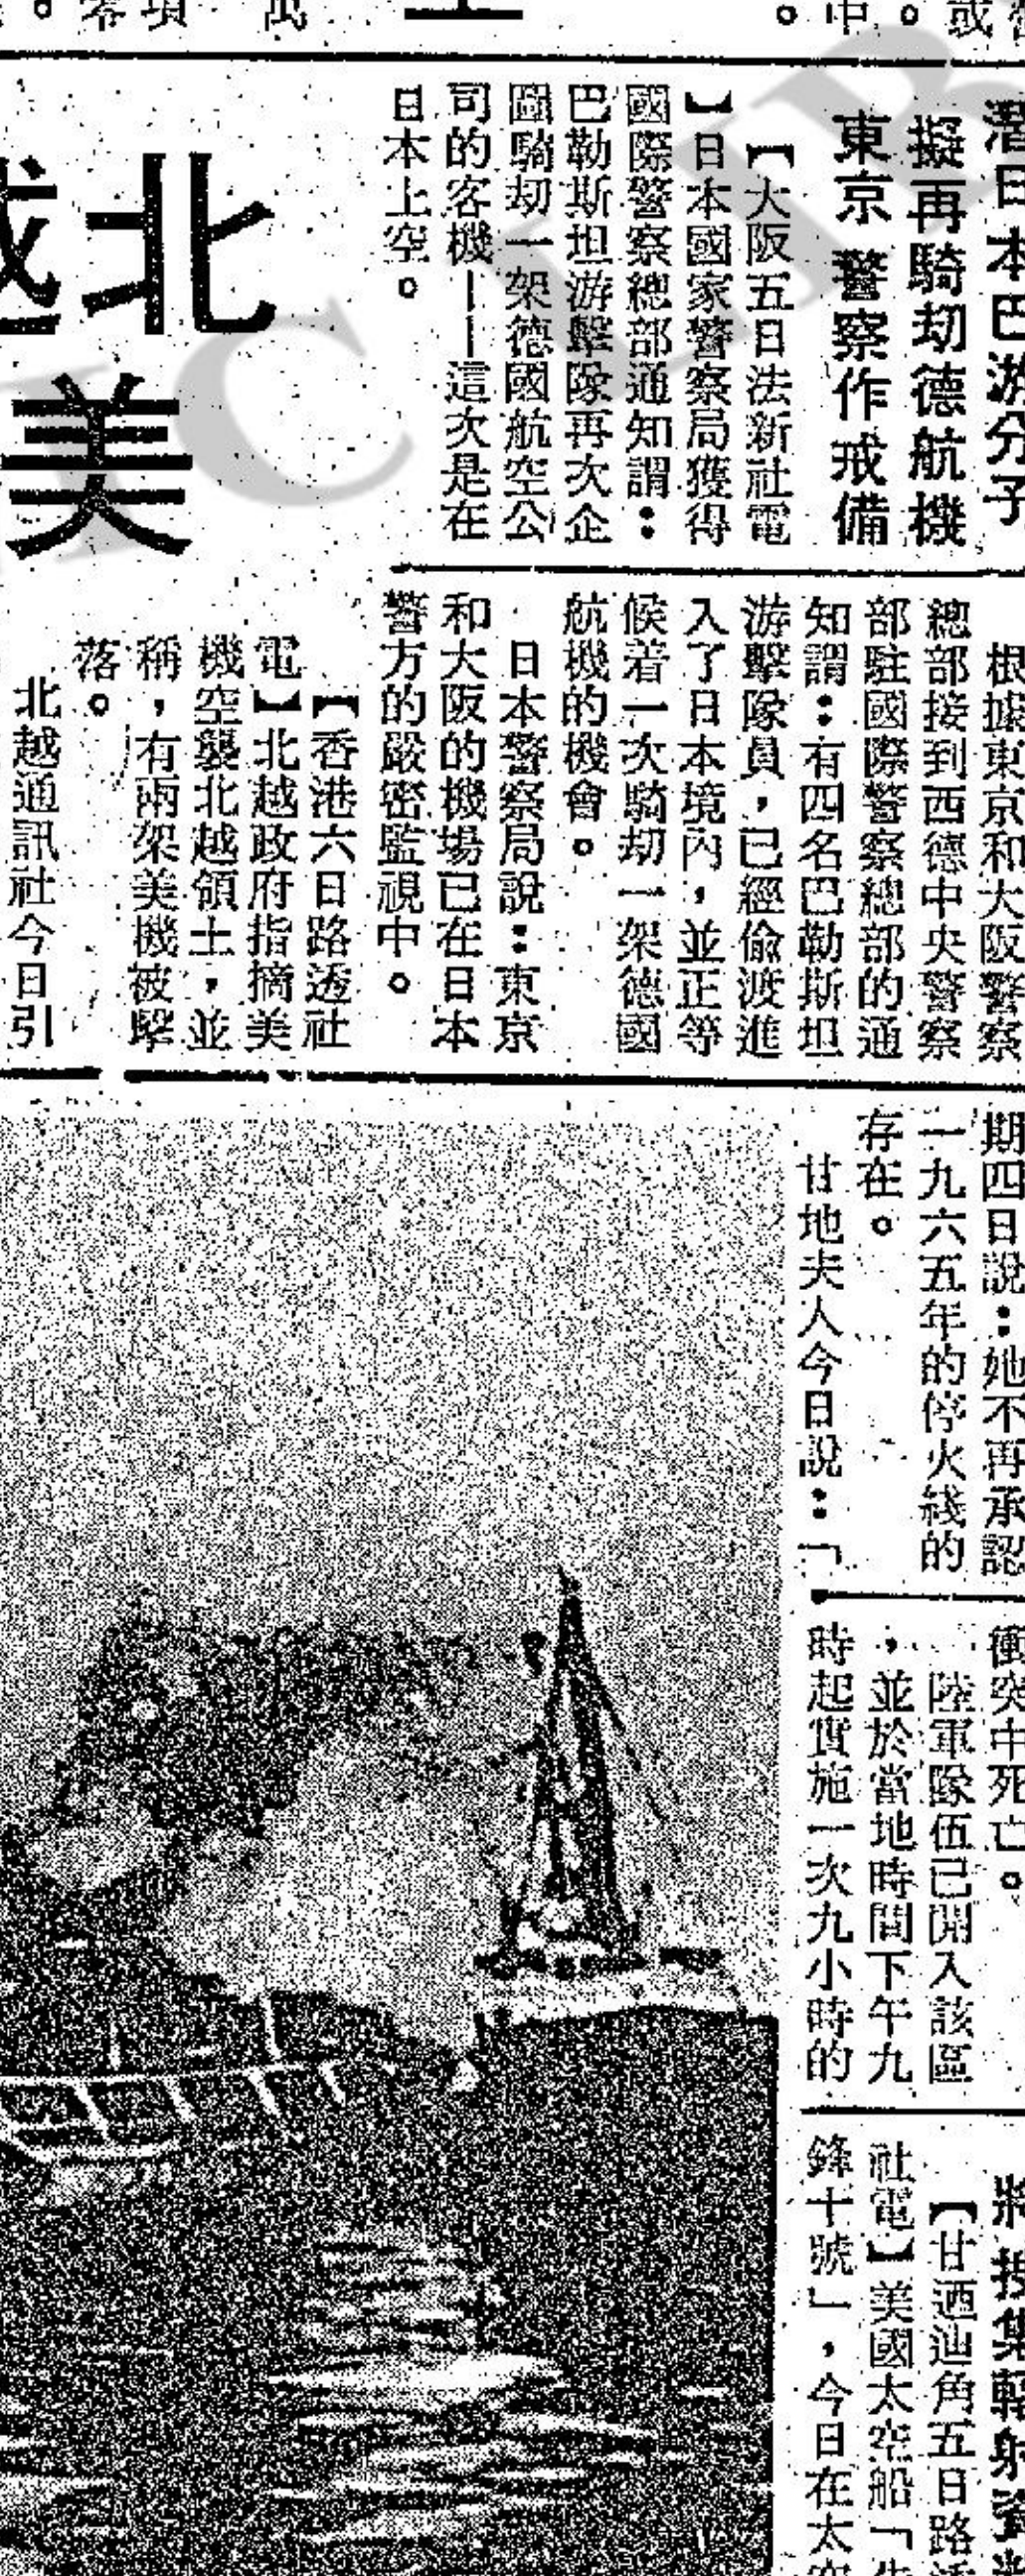 潛日本巴游分子
擬再騎刧德航機
東京警察作戒備
【大阪五日法新社電
】日本國家警察局獲得
國際警察總部通知謂：
巴勒斯坦游擊隊再次企
圖騎刧一架德國航空公
司的客機——這次是在
日本上空。
根據東京和大阪警察
總部接到西德中央警察
部駐國際警察總部的通
知謂：有四名巴勒斯坦
游擊隊員，已經偷渡進
入了日本境內，並正等
候着一次騎刧一架德國
航機的機會。
日本警察局說：東京
和大阪的機場已在日本
警方的嚴密監視中。
北越
美
【香港六日路透社
電】北越政府指摘美
機空襲北越領土，並
稱，有兩架美機被擊
落。
北越通訊社今日引
期四日說：她不再承認
一九六五年的停火綫的
存在。
甘地夫人今日說：「
衝突中死亡。
陸軍隊伍已開入該區
，並於當地時間下午九
時起實施一次九小時的
將搜集輻射資料
【甘迺迪角五日路
社電】美國太空船「先
鋒十號」，今日在太空